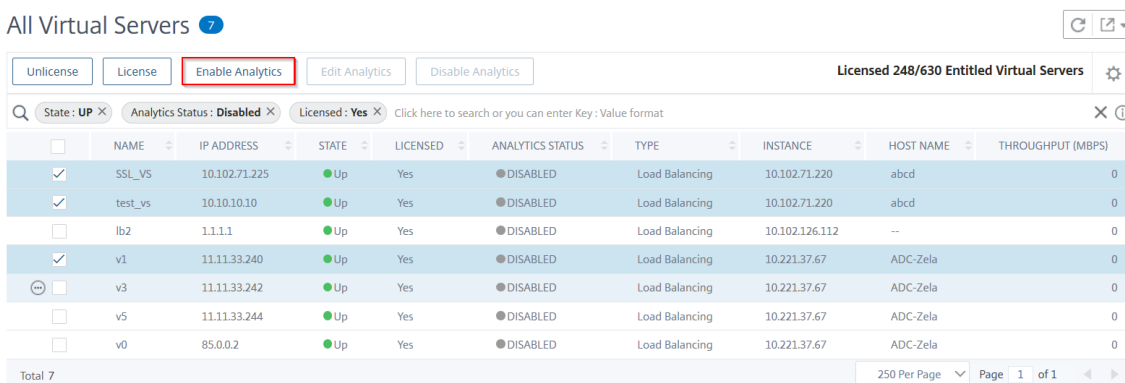 All Virtual Servers 7
Unlicense License Enable Analytics Edit Analytics Disable Analytics Licensed 248/630 Entitled Virtual Servers
State : UP Analytics Status : Disabled Licensed : Yes Click here to search or you can enter Key : Value format
NAME IP ADDRESS STATE LICENSED ANALYTICS STATUS TYPE INSTANCE HOST NAME THROUGHPUT (MBPS)
SSL_VS 10.102.71.225 Up Yes DISABLED Load Balancing 10.102.71.220 abcd 0
test_vs 10.10.10.10 Up Yes DISABLED Load Balancing 10.102.71.220 abcd 0
lb2 1.1.1.1 Up Yes DISABLED Load Balancing 10.102.126.112 -- 0
v1 11.11.33.240 Up Yes DISABLED Load Balancing 10.221.37.67 ADC-Zela 0
v3 11.11.33.242 Up Yes DISABLED Load Balancing 10.221.37.67 ADC-Zela 0
v5 11.11.33.244 Up Yes DISABLED Load Balancing 10.221.37.67 ADC-Zela 0
v0 85.0.0.2 Up Yes DISABLED Load Balancing 10.221.37.67 ADC-Zela 0
Total 7 250 Per Page Page 1 of 1